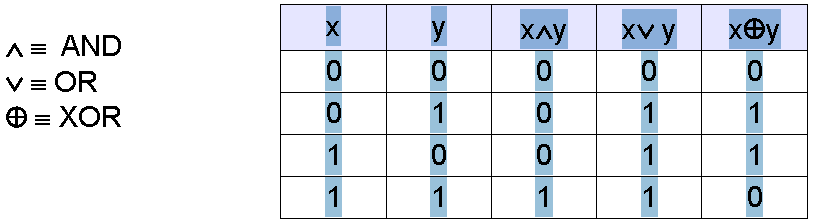 ∧ ≡ AND
∨ ≡ OR
⊕ ≡ XOR
x y x∧y x∨y x⊕y
0 0 0 0 0
0 1 0 1 1
1 0 0 1 1
1 1 1 1 0